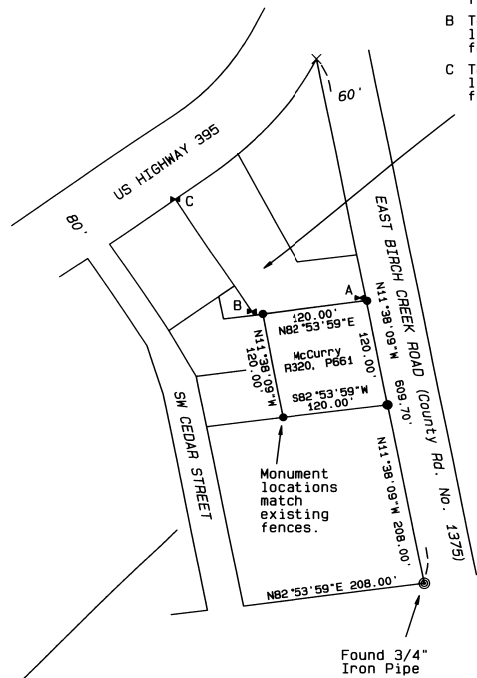 B T
l
f
C T
l
f
60'
US HIGHWAY 395
80'
C
EAST BIRCH CREEK ROAD (County Rd. No. 1375)
A
B
120.00'
N82°53'59"E
N11°38'09"W
120.00'
McCurry
R320, P661
N11°38'09"W
120.00'
609.70'
S82°53'59"W
120.00'
SW CEDAR STREET
Monument
locations
match
existing
fences.
N11°38'09"W 208.00'
N82°53'59"E 208.00'
Found 3/4"
Iron Pipe